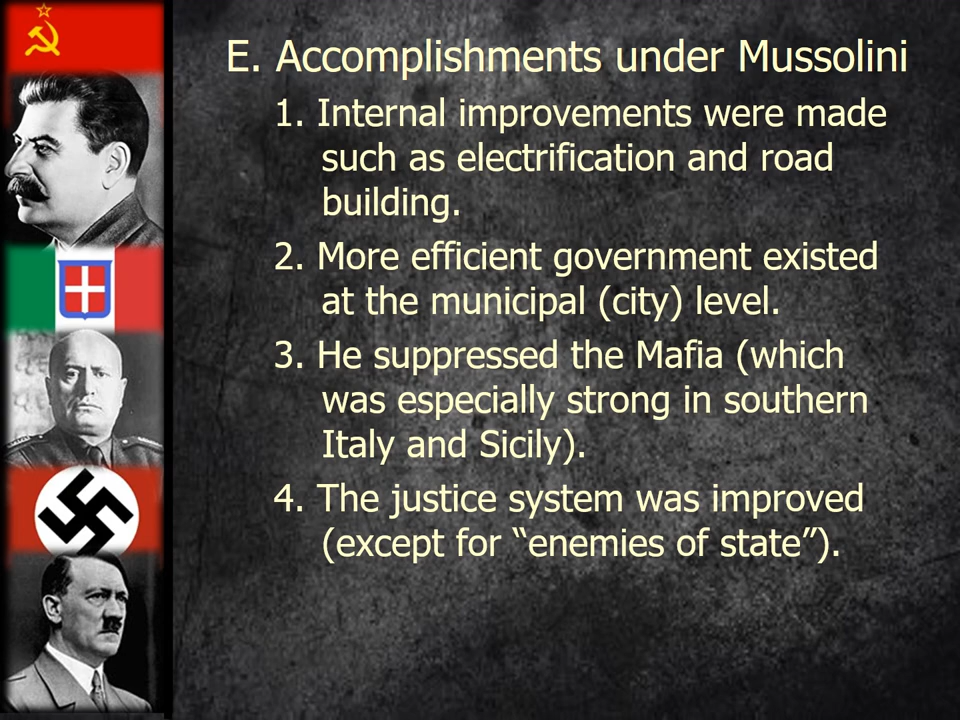 E. Accomplishments under Mussolini
1. Internal improvements were made
such as electrification and road
building.
2. More efficient government existed
at the municipal (city) level.
3. He suppressed the Mafia (which
was especially strong in southern
Italy and Sicily).
4. The justice system was improved
(except for “enemies of state”).